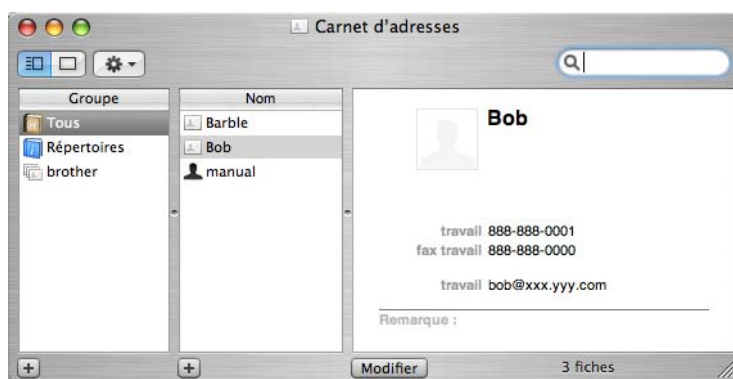 Carnet d'adresses
Groupe
Tous
Répertoires
brother
Nom
Barble
Bob
manual
Bob
travail 888-888-0001
fax travail 888-888-0000
travail bob@xxx.yyy.com
Remarque :
Modifier
3 fiches